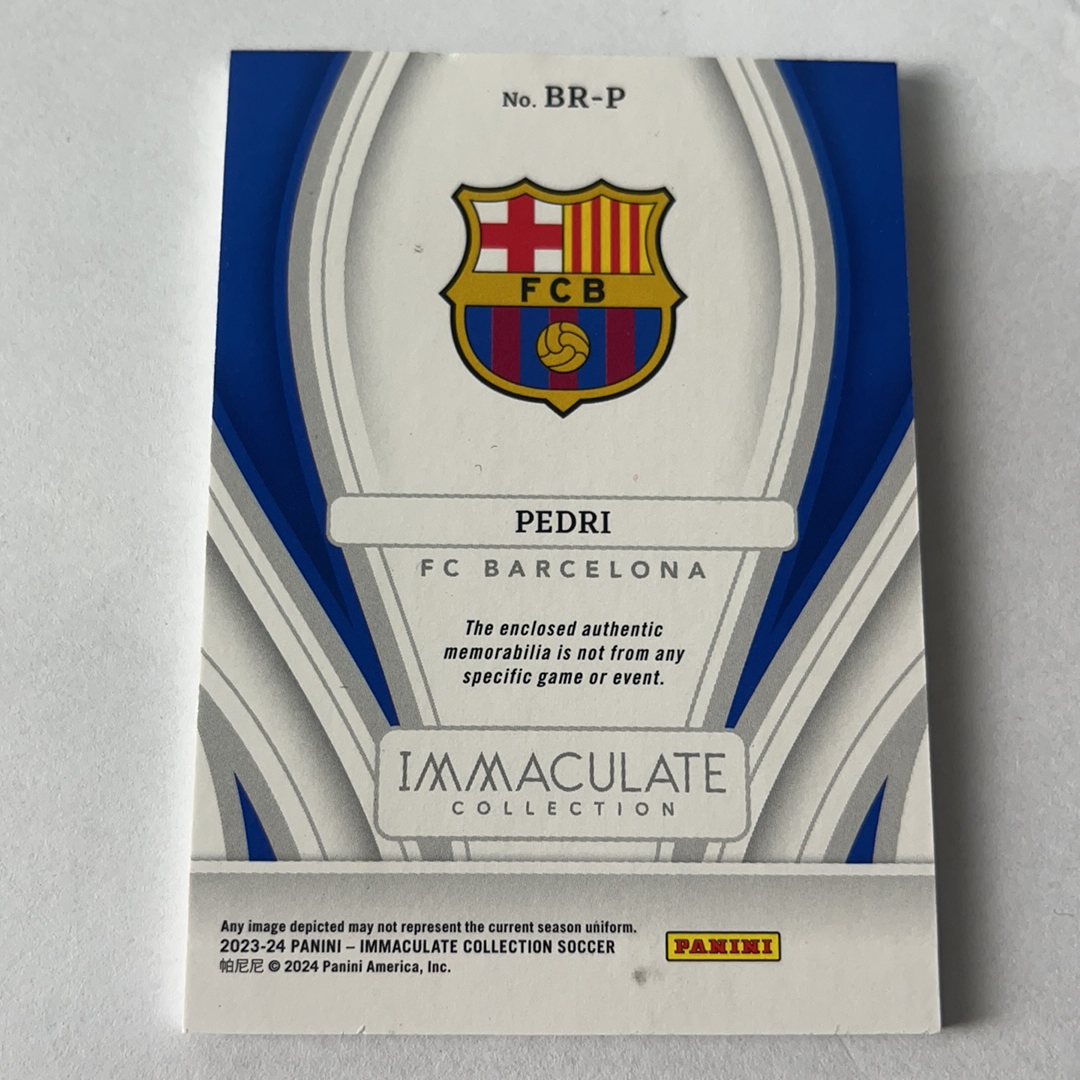 No. BR-P
FCB
PEDRI
FC BARCELONA
The enclosed authentic
memorabilia is not from any
specific game or event.
IMMACULATE
COLLECTION
Any image depicted may not represent the current season uniform.
2023-24 PANINI – IMMACULATE COLLECTION SOCCER
帕尼尼 © 2024 Panini America, Inc.
PANINI